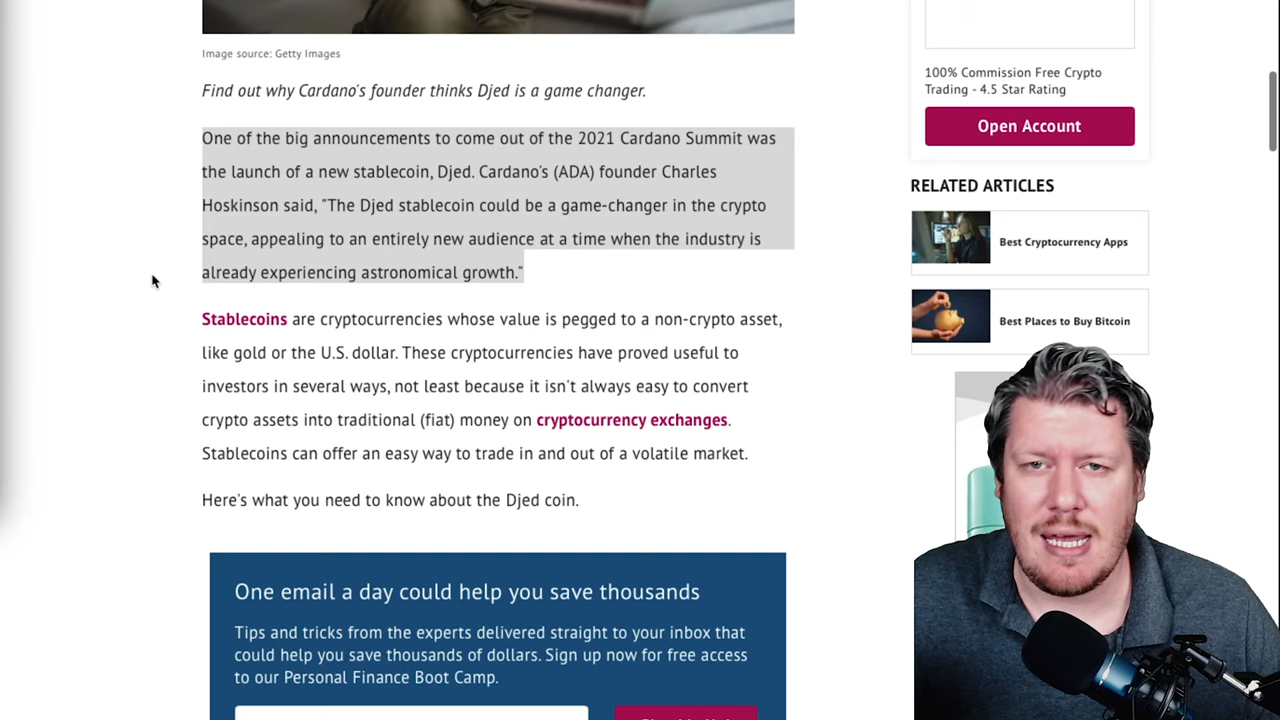 Image source: Getty Images
Find out why Cardano's founder thinks Djed is a game changer.
One of the big announcements to come out of the 2021 Cardano Summit was
the launch of a new stablecoin, Djed. Cardano's (ADA) founder Charles
Hoskinson said, "The Djed stablecoin could be a game-changer in the crypto
space, appealing to an entirely new audience at a time when the industry is
already experiencing astronomical growth."
Stablecoins are cryptocurrencies whose value is pegged to a non-crypto asset,
like gold or the U.S. dollar. These cryptocurrencies have proved useful to
investors in several ways, not least because it isn't always easy to convert
crypto assets into traditional (fiat) money on cryptocurrency exchanges.
Stablecoins can offer an easy way to trade in and out of a volatile market.
Here's what you need to know about the Djed coin.
One email a day could help you save thousands
Tips and tricks from the experts delivered straight to your inbox that
could help you save thousands of dollars. Sign up now for free access
to our Personal Finance Boot Camp.
100% Commission Free Crypto
Trading - 4.5 Star Rating
Open Account
RELATED ARTICLES
Best Cryptocurrency Apps
Best Places to Buy Bitcoin